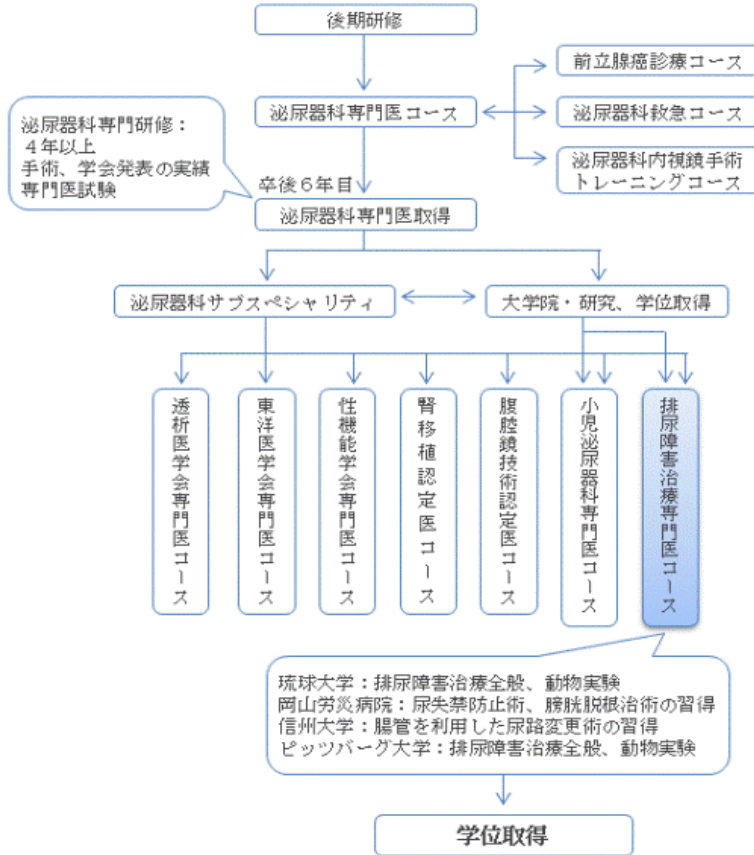 後期研修
前立腺癌診療コース
泌尿器科専門医コース
泌尿器科救急コース
泌尿器科内視鏡手術
トレーニングコース
泌尿器科専門研修：
４年以上
手術、学会発表の実績
専門医試験
卒後６年目
泌尿器科専門医取得
泌尿器科サブスペシャリティ
大学院・研究、学位取得
透析医学会専門医コース
東洋医学会専門医コース
性機能学会専門医コース
腎移植認定医コース
腹腔鏡技術認定医コース
小児泌尿器科専門医コース
排尿障害治療専門医コース
琉球大学：排尿障害治療全般、動物実験
岡山労災病院：尿失禁防止術、膀胱脱根治術の習得
信州大学：腸管を利用した尿路変更術の習得
ピッツバーグ大学：排尿障害治療全般、動物実験
学位取得